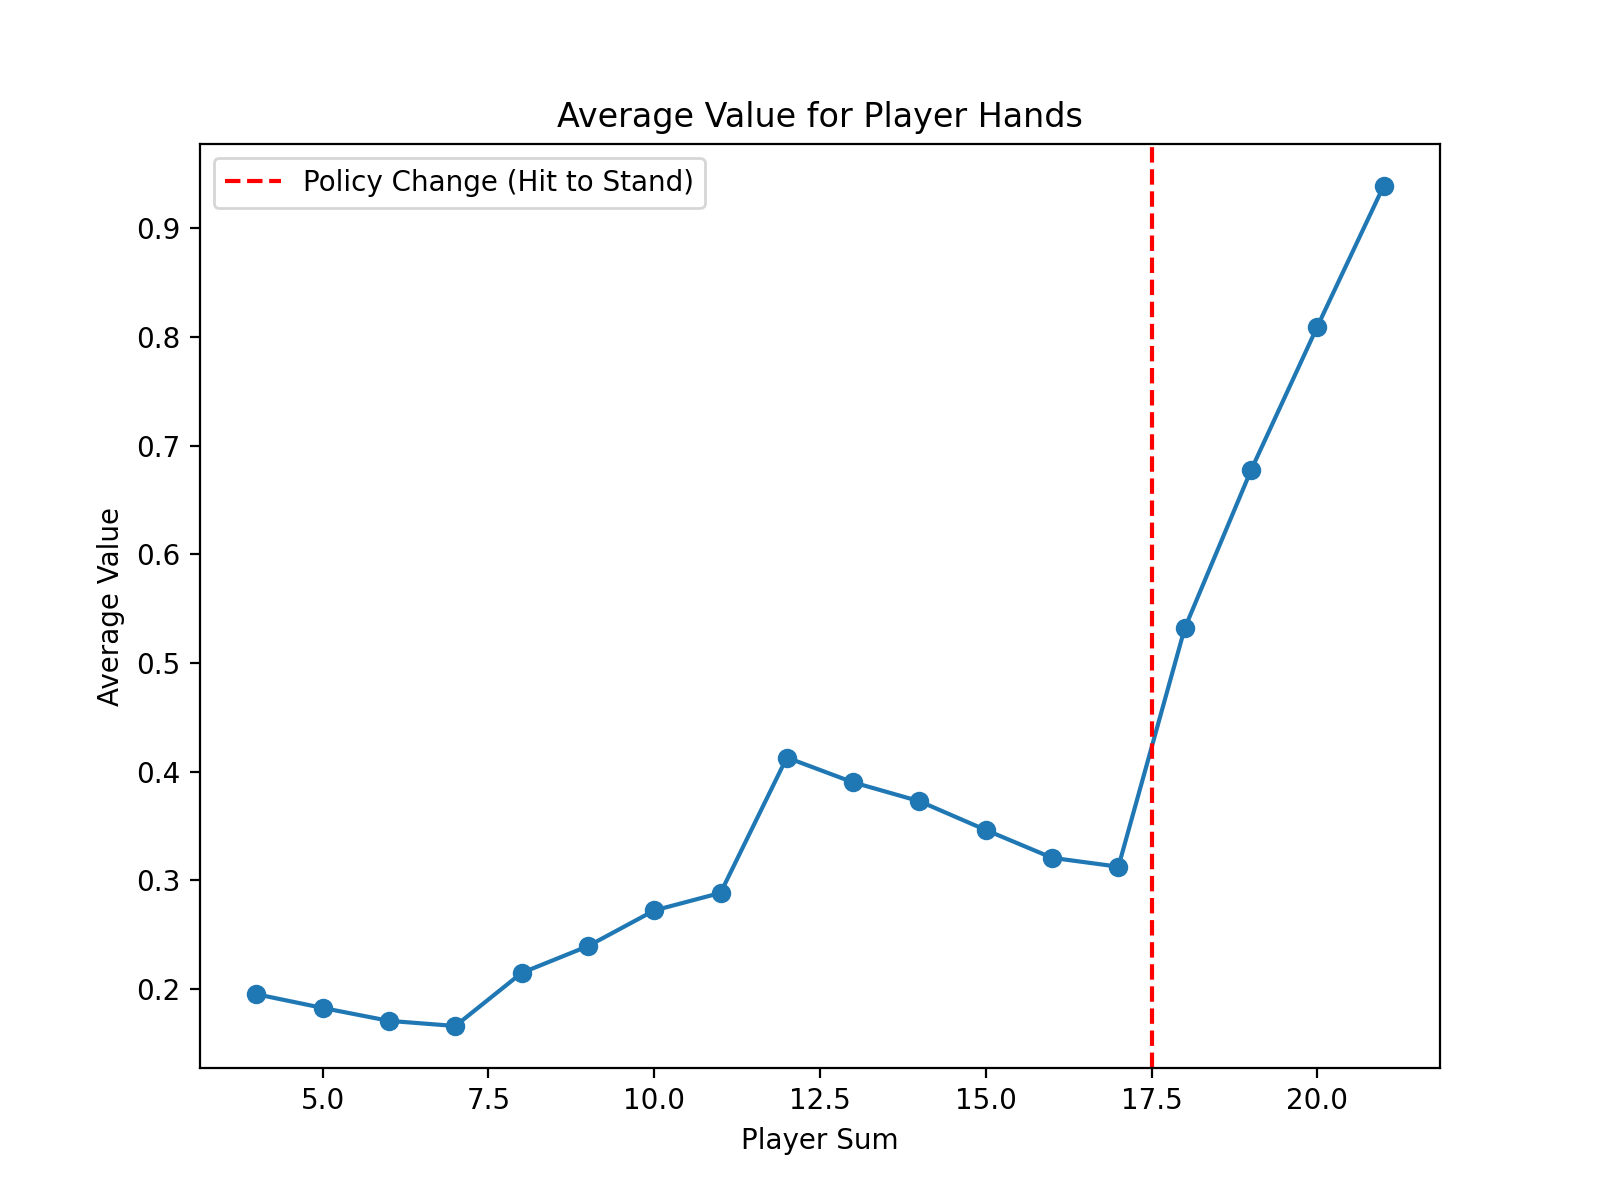 Average Value for Player Hands
Policy Change (Hit to Stand)
0.9
0.8
0.7
0.6
0.5
0.4
0.3
0.2
Average Value
5.0 7.5 10.0 12.5 15.0 17.5 20.0
Player Sum